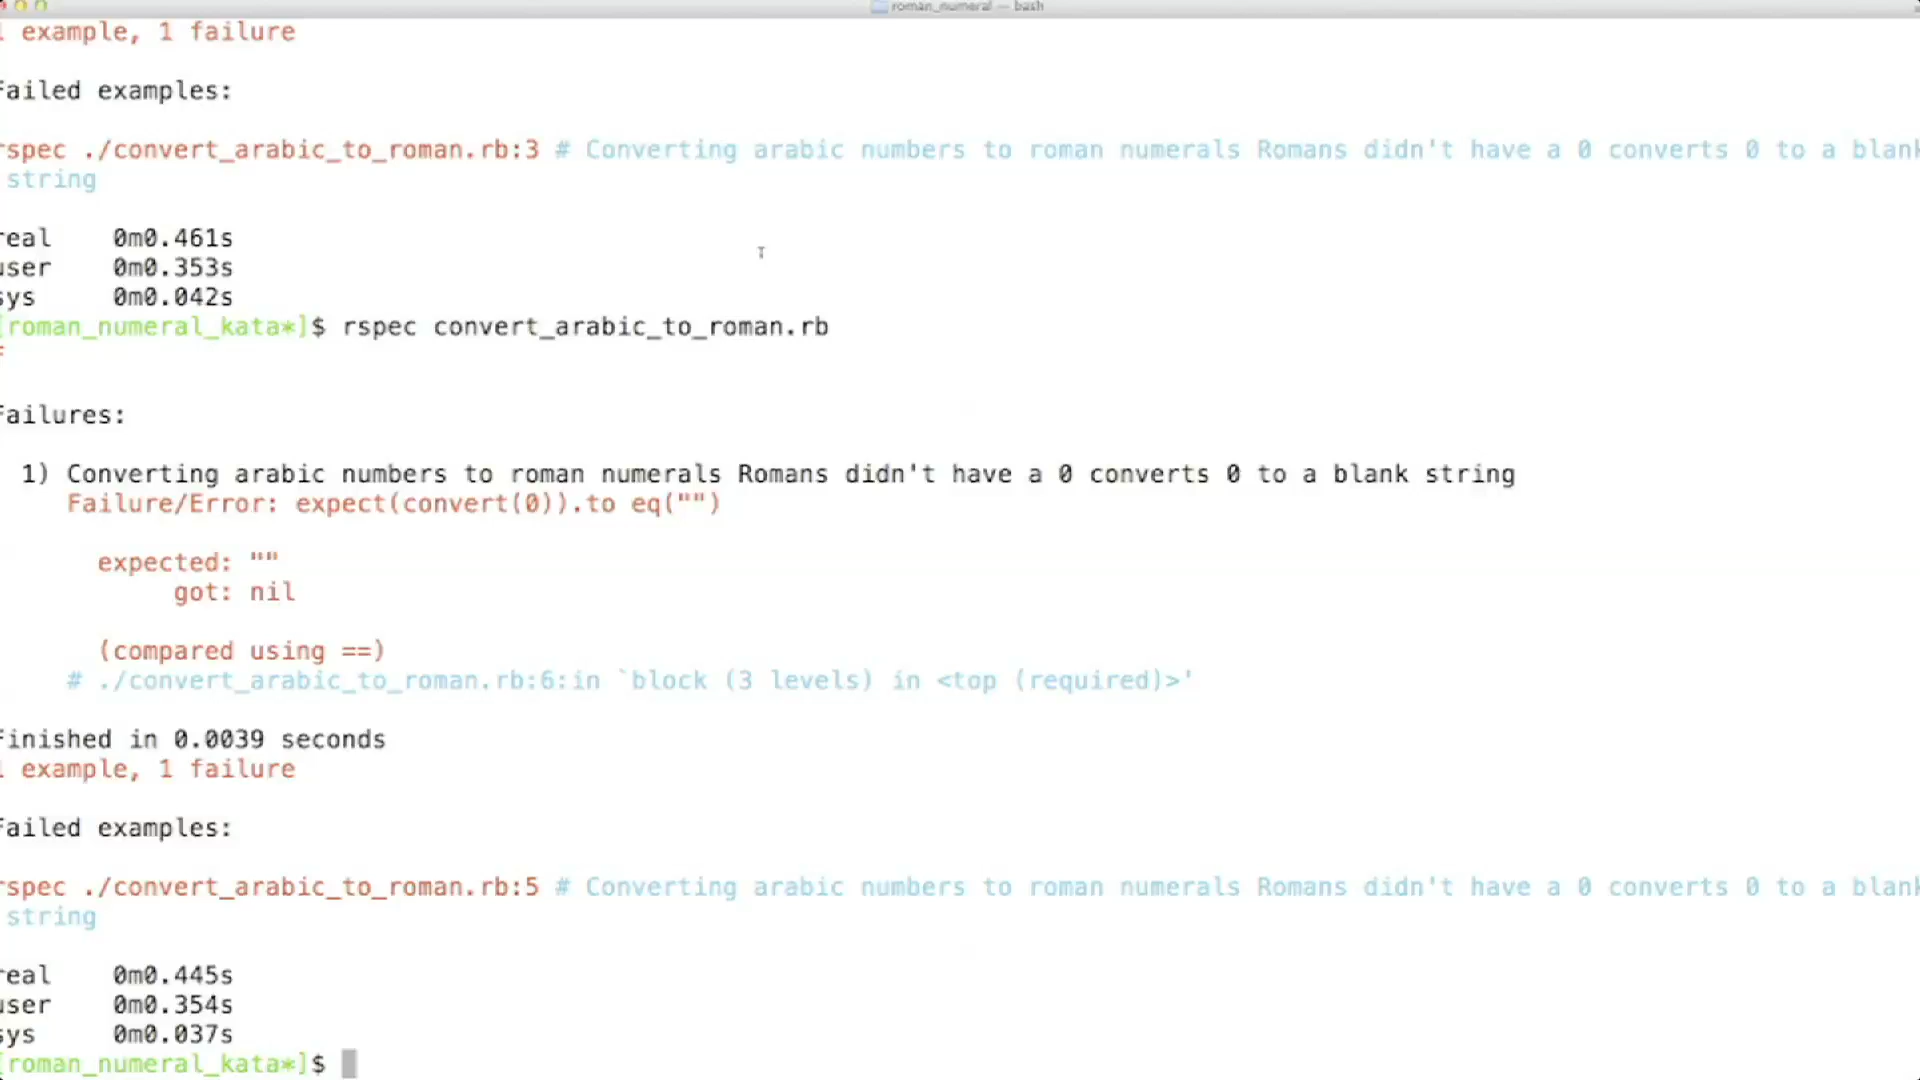 roman_numeral — bash
1 example, 1 failure
Failed examples:
rspec ./convert_arabic_to_roman.rb:3 # Converting arabic numbers to roman numerals Romans didn't have a 0 converts 0 to a blank
string
real 0m0.461s
user 0m0.353s
sys 0m0.042s
[roman_numeral_kata*]$ rspec convert_arabic_to_roman.rb
F
Failures:
1) Converting arabic numbers to roman numerals Romans didn't have a 0 converts 0 to a blank string
Failure/Error: expect(convert(0)).to eq("")
expected: ""
got: nil
(compared using ==)
# ./convert_arabic_to_roman.rb:6:in `block (3 levels) in <top (required)>'
Finished in 0.0039 seconds
1 example, 1 failure
Failed examples:
rspec ./convert_arabic_to_roman.rb:5 # Converting arabic numbers to roman numerals Romans didn't have a 0 converts 0 to a blank
string
real 0m0.445s
user 0m0.354s
sys 0m0.037s
[roman_numeral_kata*]$